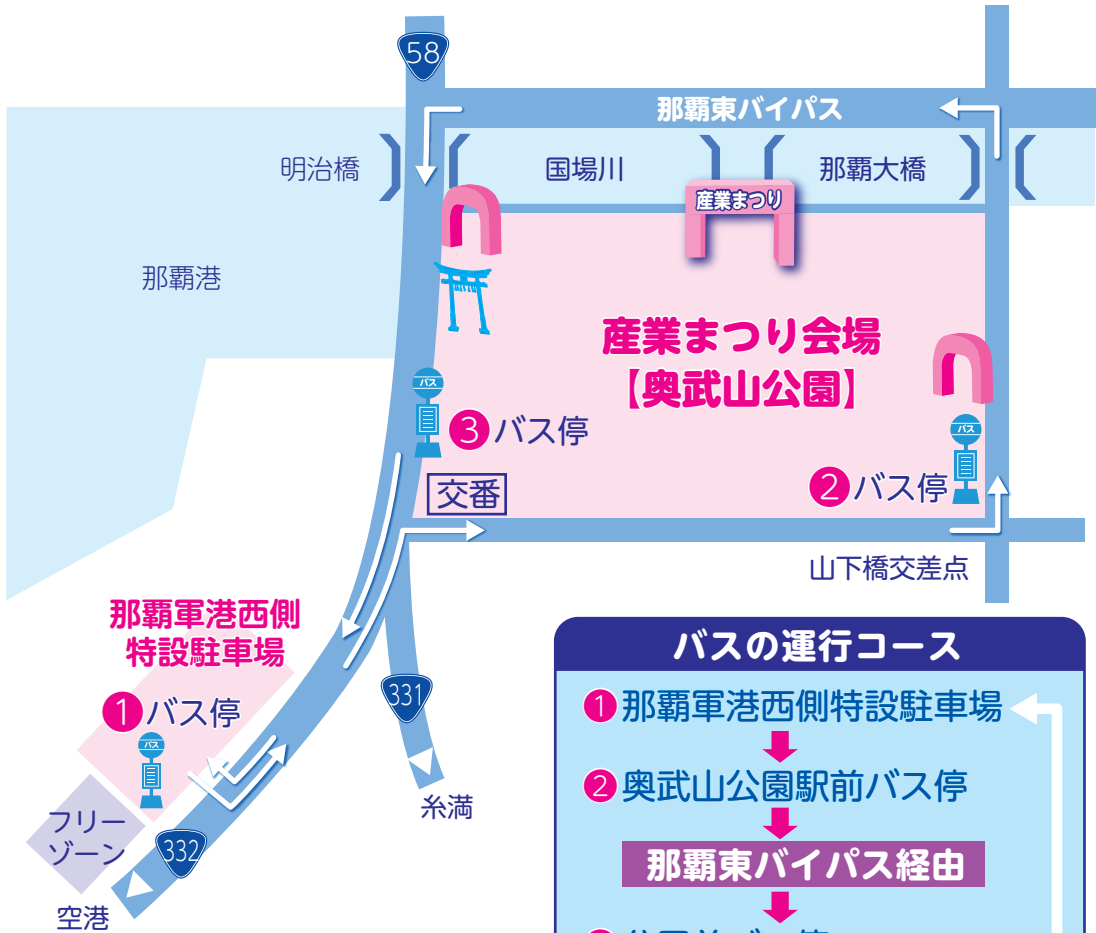 58
那覇東バイパス
明治橋
国場川
那覇大橋
産業まつり
那覇港
産業まつり会場
【奥武山公園】
バス
❸バス停
バス
❷バス停
交番
山下橋交差点
那覇軍港西側
特設駐車場
❶バス停
バス
331
糸満
フリー
ゾーン
332
空港
バスの運行コース
❶那覇軍港西側特設駐車場
❷奥武山公園駅前バス停
那覇東バイパス経由